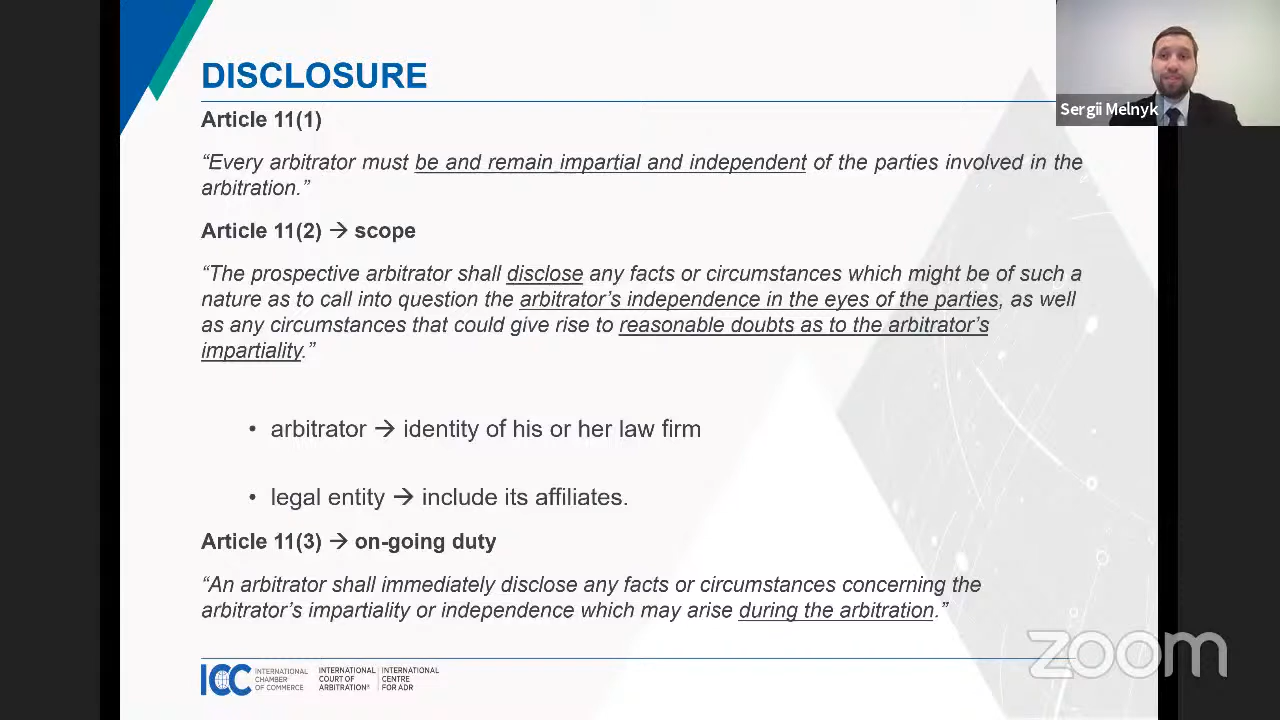 DISCLOSURE
Sergii Melnyk
Article 11(1)
“Every arbitrator must be and remain impartial and independent of the parties involved in the
arbitration.”
Article 11(2) → scope
“The prospective arbitrator shall disclose any facts or circumstances which might be of such a
nature as to call into question the arbitrator’s independence in the eyes of the parties, as well
as any circumstances that could give rise to reasonable doubts as to the arbitrator’s
impartiality.”
• arbitrator → identity of his or her law firm
• legal entity → include its affiliates.
Article 11(3) → on-going duty
“An arbitrator shall immediately disclose any facts or circumstances concerning the
arbitrator’s impartiality or independence which may arise during the arbitration.”
ICC
INTERNATIONAL
CHAMBER
OF COMMERCE
INTERNATIONAL
COURT OF
ARBITRATION®
INTERNATIONAL
CENTRE
FOR ADR
zoom